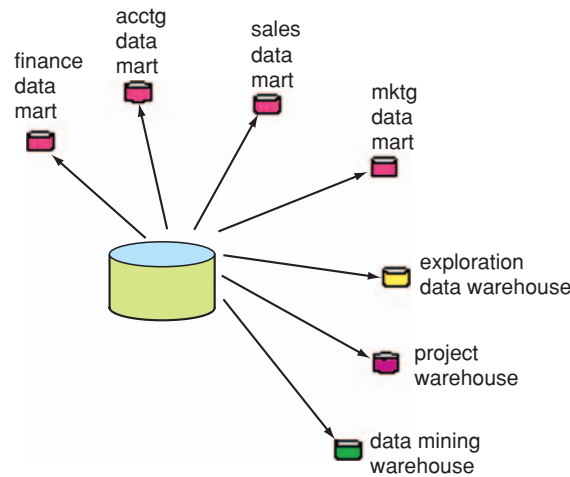 finance
data
mart
acctg
data
mart
sales
data
mart
mktg
data
mart
exploration
data warehouse
project
warehouse
data mining
warehouse